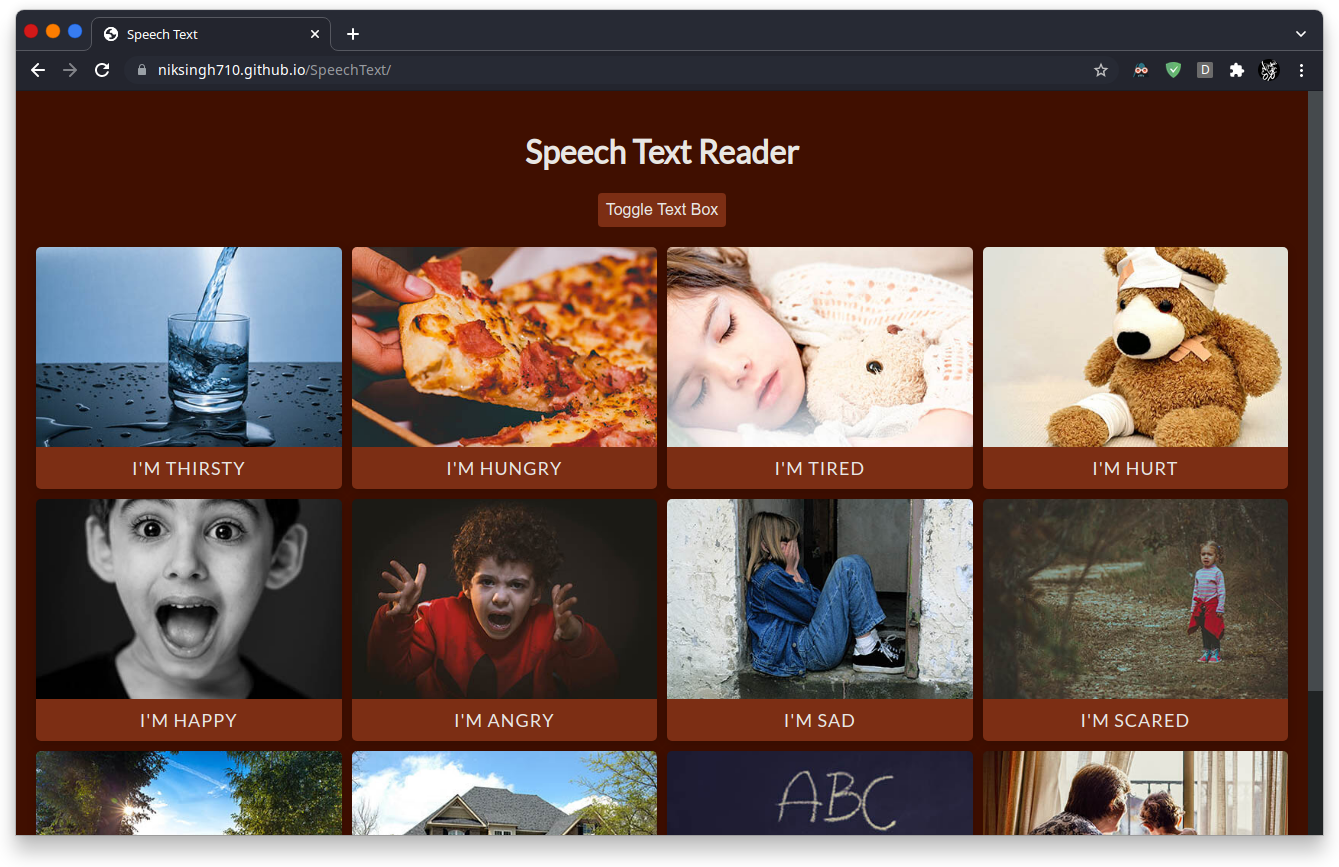 Speech Text
niksingh710.github.io/SpeechText/
D
Speech Text Reader
Toggle Text Box
I'M THIRSTY
I'M HUNGRY
I'M TIRED
I'M HURT
I'M HAPPY
I'M ANGRY
I'M SAD
I'M SCARED
ABC